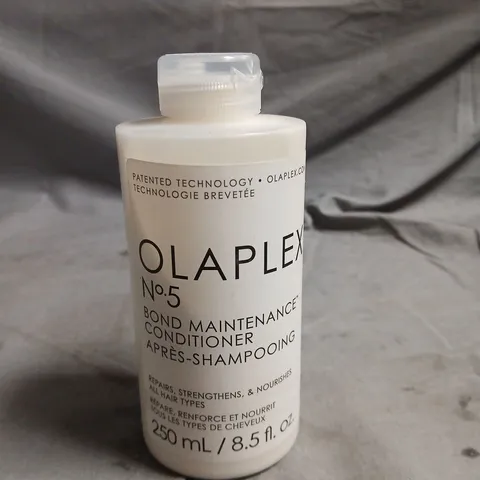 PATENTED TECHNOLOGY • OLAPLEX.CO
TECHNOLOGIE BREVETÉE
OLAPLEX
Nº.5
BOND MAINTENANCE™
CONDITIONER
APRÈS-SHAMPOOING
REPAIRS, STRENGTHENS, & NOURISHES
ALL HAIR TYPES
RÉPARE, RENFORCE ET NOURRIT
TOUS LES TYPES DE CHEVEUX
250 mL / 8.5 fl. oz.